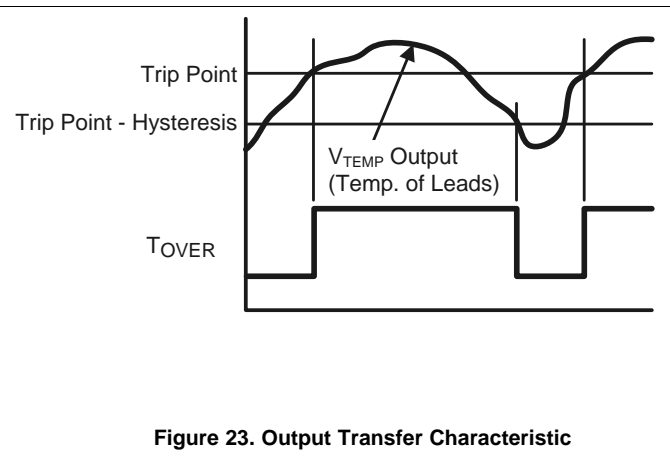 Trip Point
Trip Point - Hysteresis
VTEMP Output
(Temp. of Leads)
TOVER
Figure 23. Output Transfer Characteristic